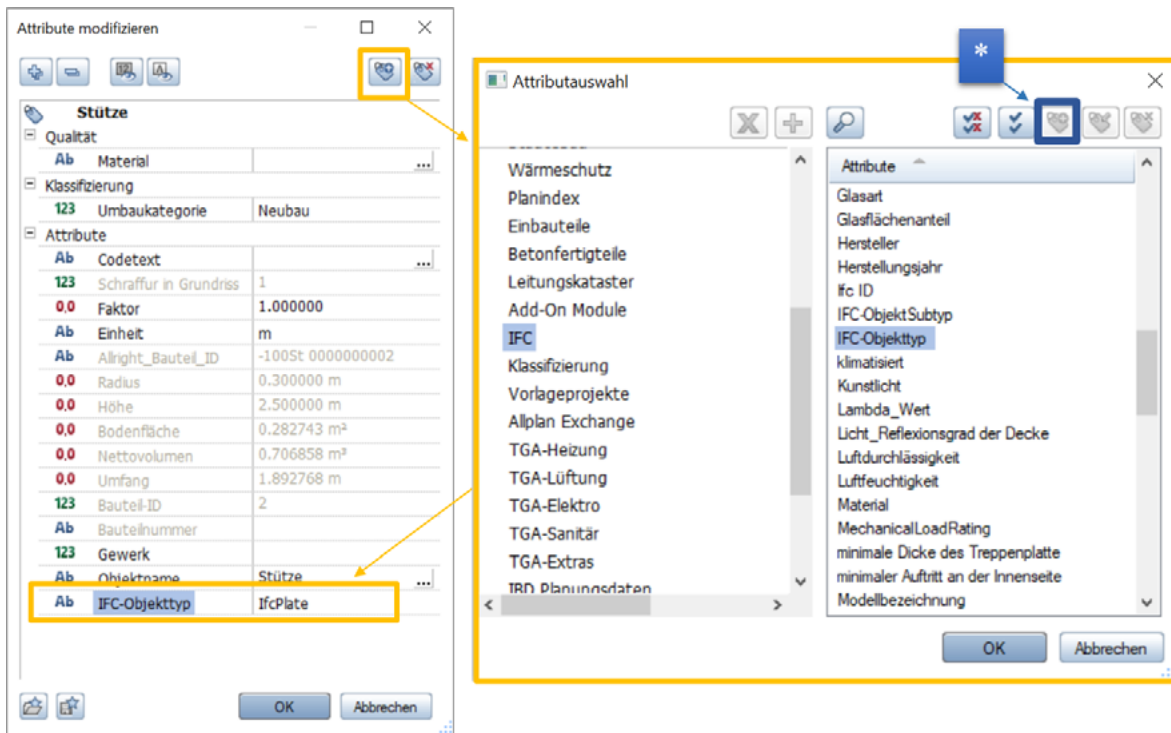 Attribute modifizieren
Stütze
Qualität
Ab Material ...
Klassifizierung
123 Umbaukategorie Neubau
Attribute
Ab Codetext ...
123 Schraffur in Grundriss 1
0,0 Faktor 1.000000
Ab Einheit m
Ab Allright_Bauteil_ID -100St 0000000002
0,0 Radius 0.300000 m
0,0 Höhe 2.500000 m
0,0 Bodenfläche 0.282743 m²
0,0 Nettovolumen 0.706858 m³
0,0 Umfang 1.892768 m
123 Bauteil-ID 2
Ab Bauteilnummer
123 Gewerk
Ab Objektname Stütze ...
Ab IFC-Objekttyp IfcPlate
OK Abbrechen
*
Attributauswahl
Wärmeschutz
Planindex
Einbauteile
Betonfertigteile
Leitungskataster
Add-On Module
IFC
Klassifizierung
Vorlageprojekte
Allplan Exchange
TGA-Heizung
TGA-Lüftung
TGA-Elektro
TGA-Sanitär
TGA-Extras
IBD Planungsdaten
Attribute
Glasart
Glasflächenanteil
Hersteller
Herstellungsjahr
Ifc ID
IFC-ObjektSubtyp
IFC-Objekttyp
klimatisiert
Kunstlicht
Lambda_Wert
Licht_Reflexionsgrad der Decke
Luftdurchlässigkeit
Luftfeuchtigkeit
Material
MechanicalLoadRating
minimale Dicke des Treppenplatte
minimaler Auftritt an der Innenseite
Modellbezeichnung
OK Abbrechen